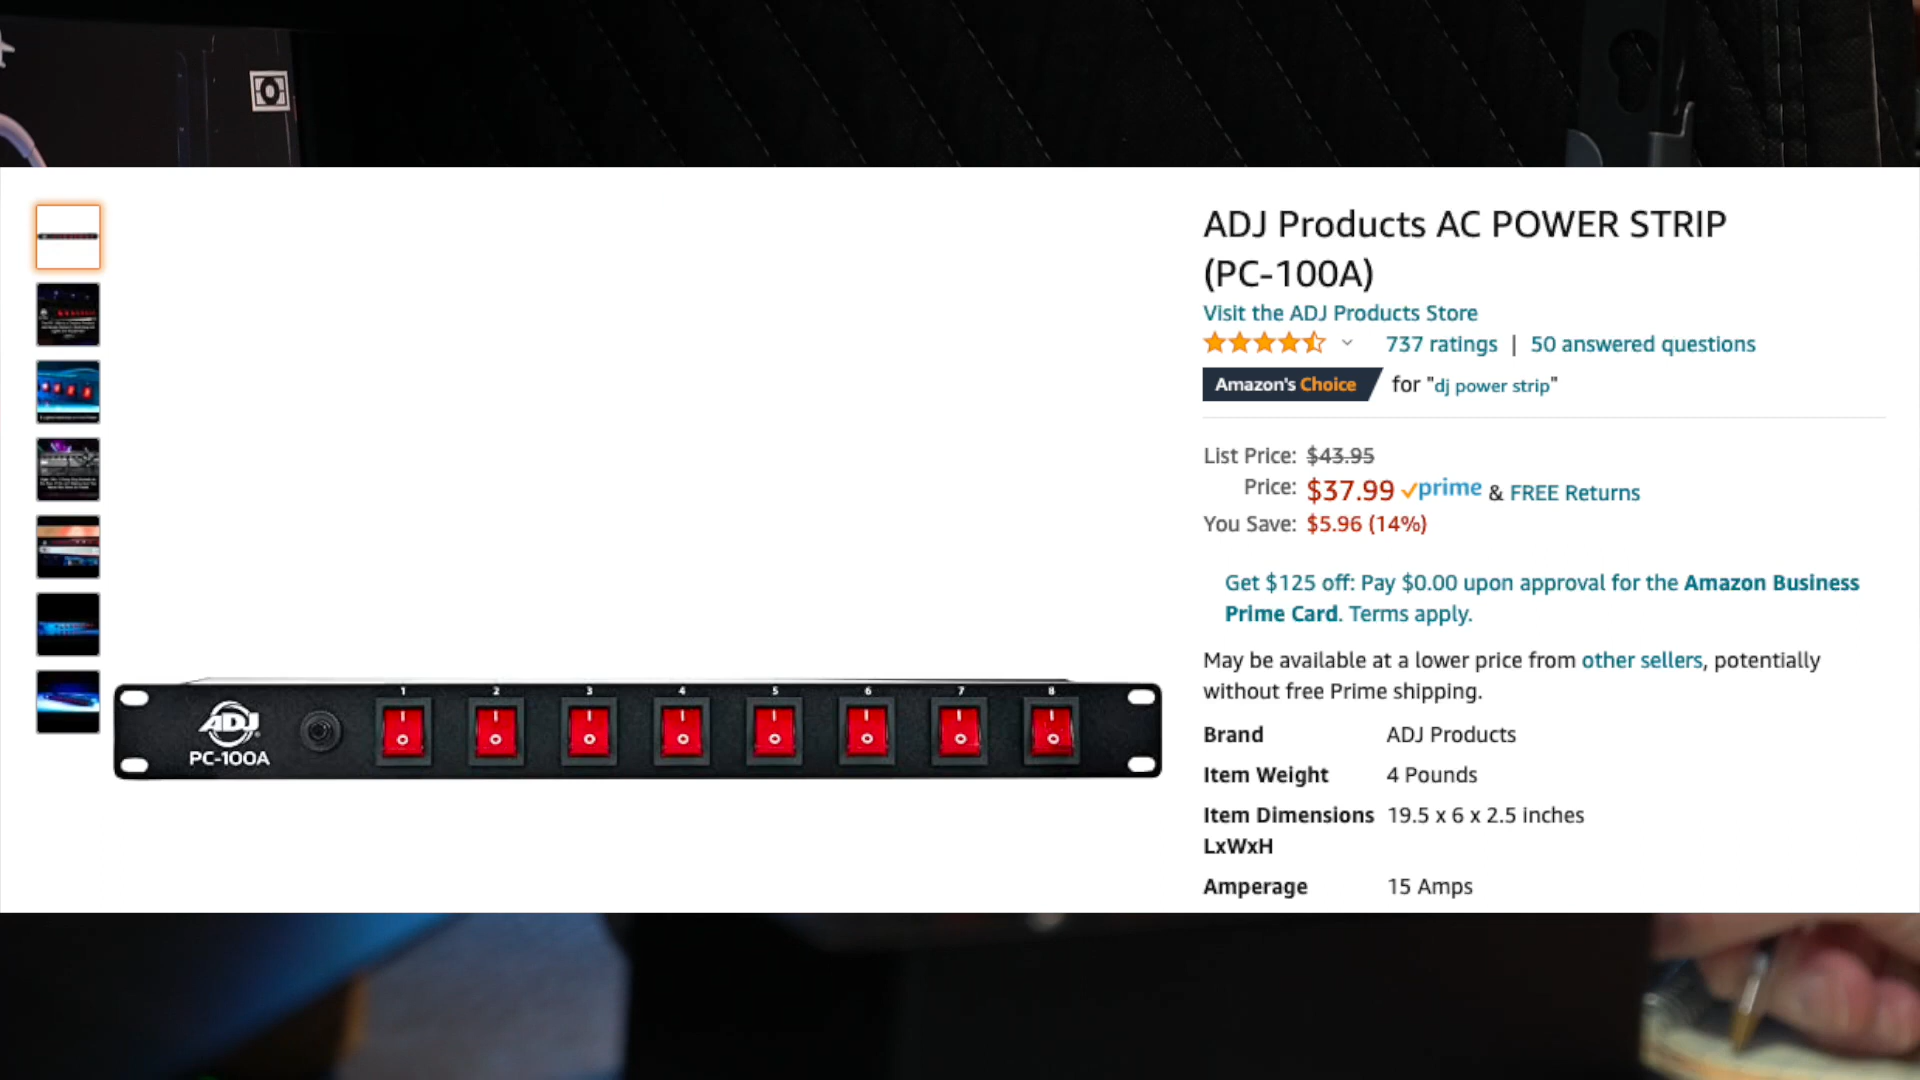 ADJ Products AC POWER STRIP
(PC-100A)
Visit the ADJ Products Store
737 ratings | 50 answered questions
Amazon's Choice for "dj power strip"
List Price: $43.95
Price: $37.99 prime & FREE Returns
You Save: $5.96 (14%)
Get $125 off: Pay $0.00 upon approval for the Amazon Business
Prime Card. Terms apply.
May be available at a lower price from other sellers, potentially
without free Prime shipping.
Brand ADJ Products
Item Weight 4 Pounds
Item Dimensions 19.5 x 6 x 2.5 inches
LxWxH
Amperage 15 Amps
1 2 3 4 5 6 7 8
ADJ
PC-100A